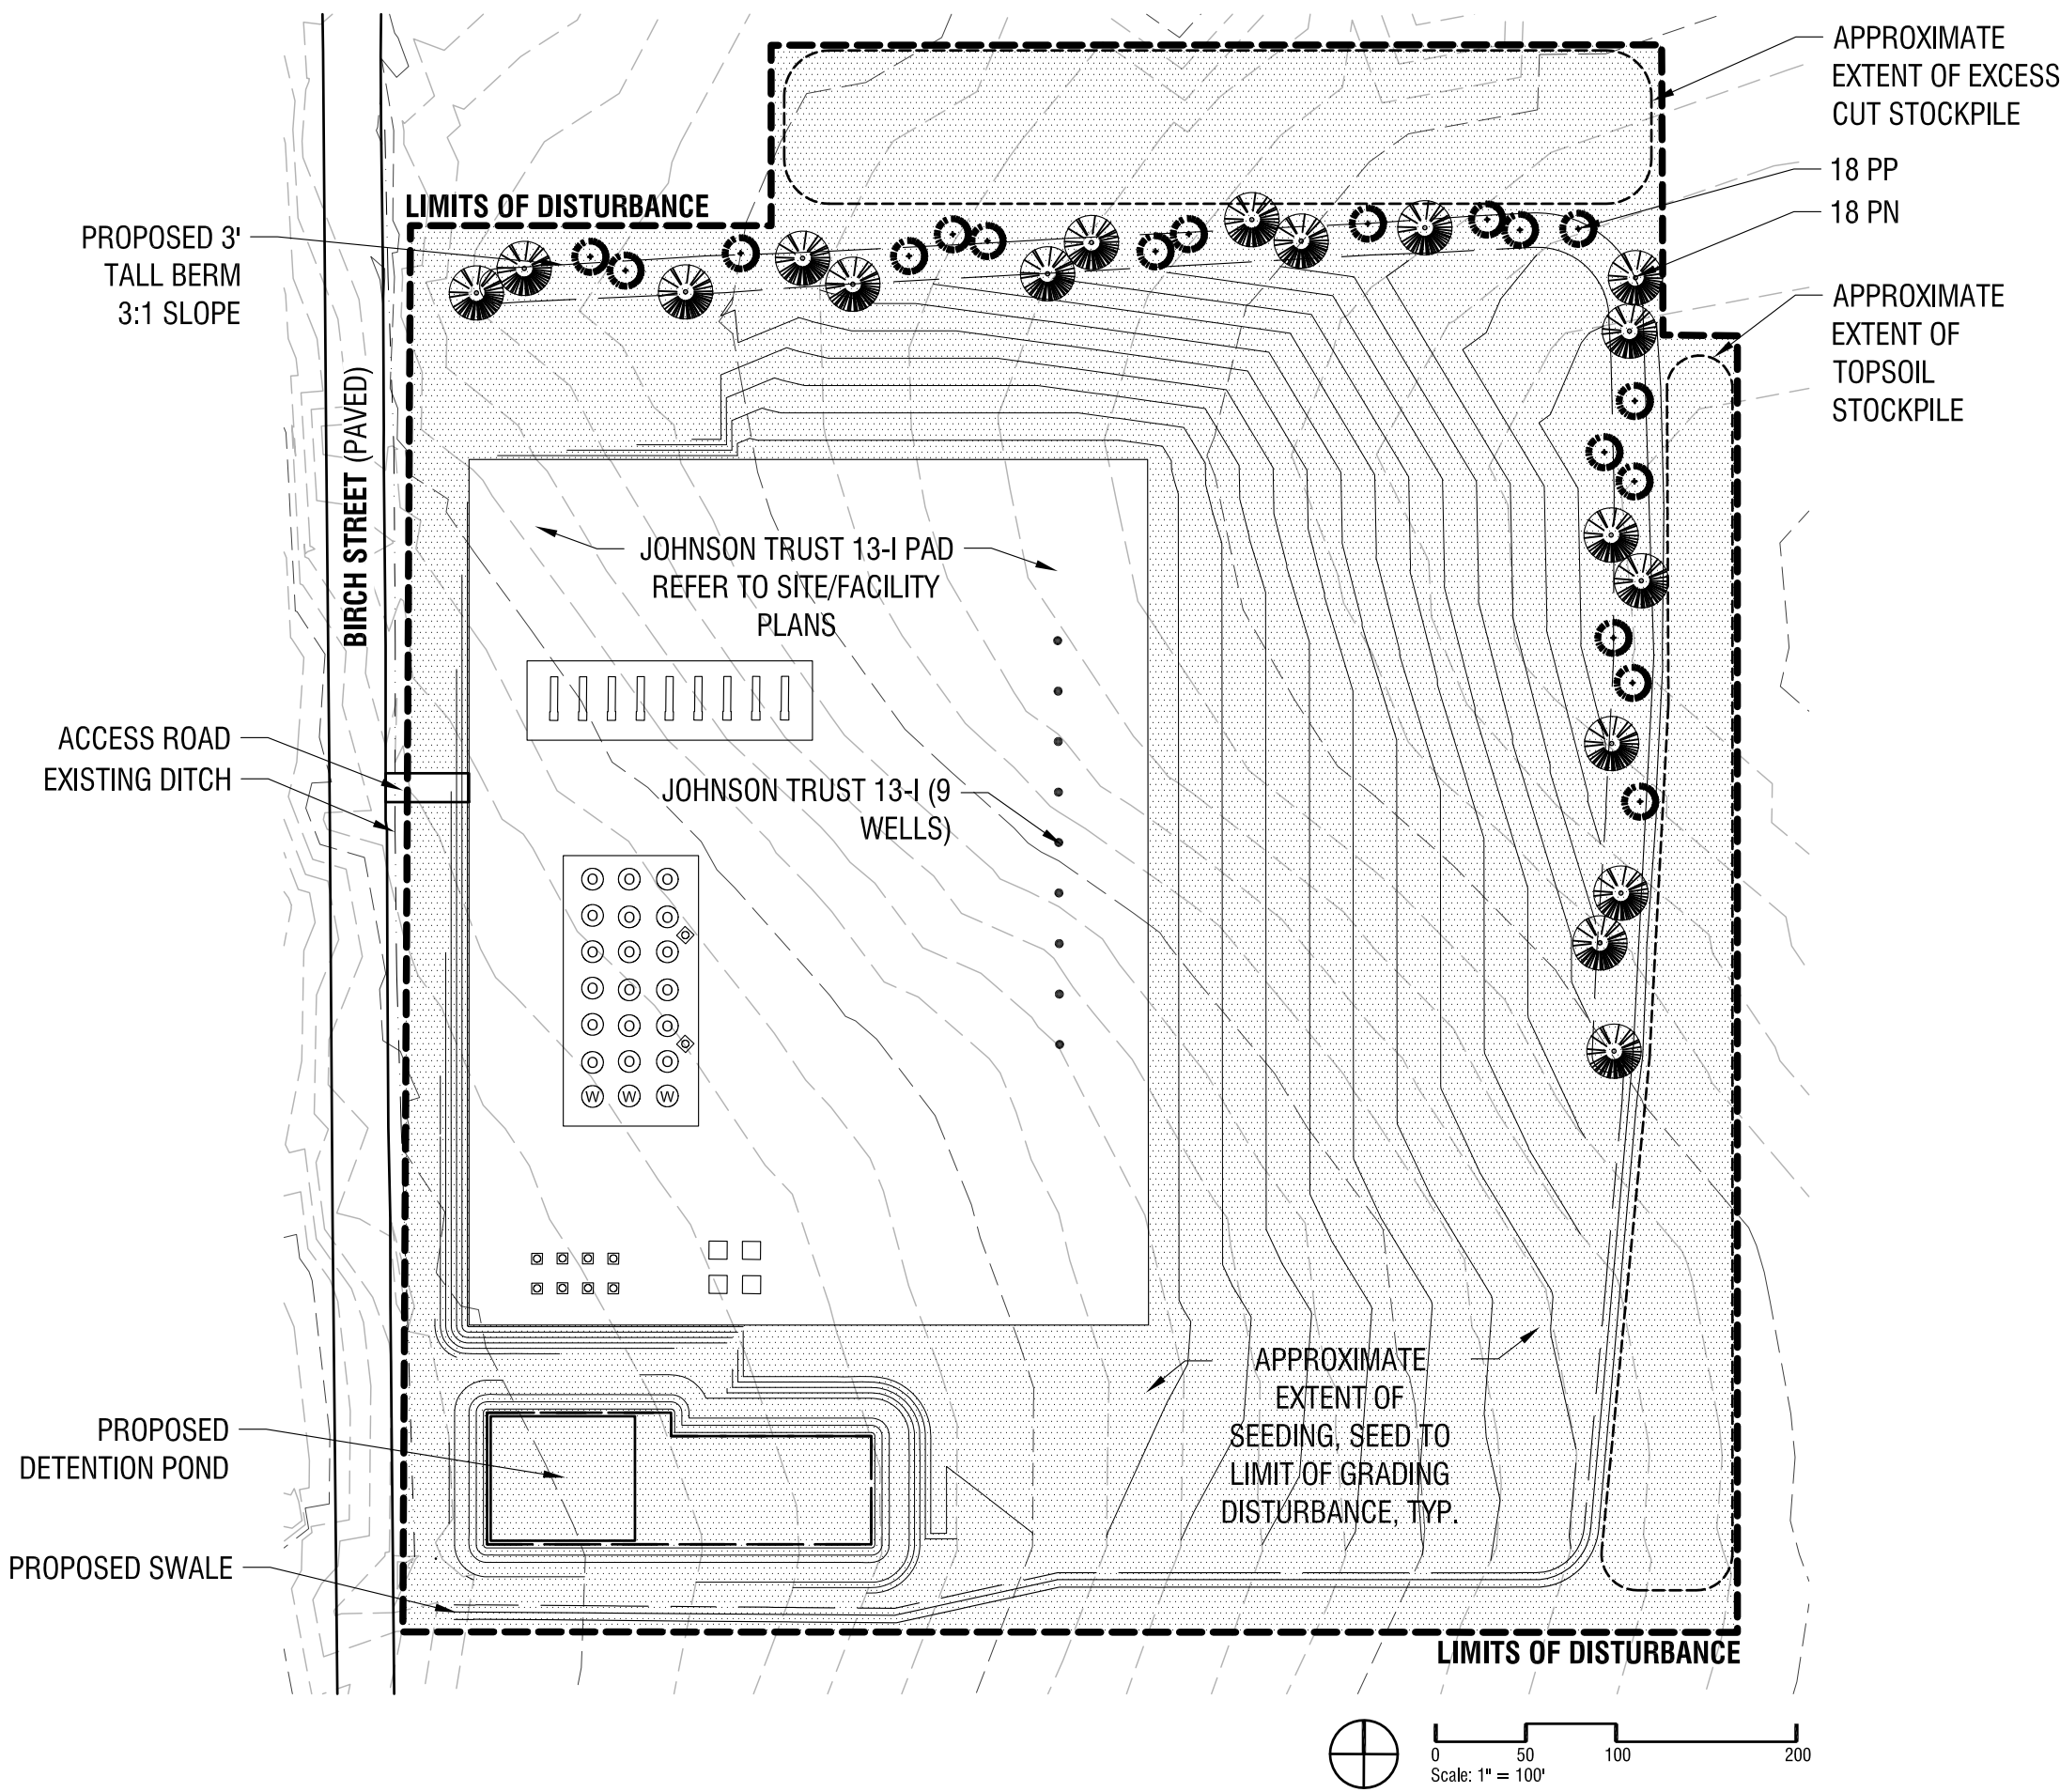 APPROXIMATE
EXTENT OF EXCESS
CUT STOCKPILE
18 PP
18 PN
LIMITS OF DISTURBANCE
PROPOSED 3'
TALL BERM
3:1 SLOPE
APPROXIMATE
EXTENT OF
TOPSOIL
STOCKPILE
BIRCH STREET (PAVED)
JOHNSON TRUST 13-I PAD
REFER TO SITE/FACILITY
PLANS
ACCESS ROAD
EXISTING DITCH
JOHNSON TRUST 13-I (9
WELLS)
O O O
O O O
O O O
O O O
O O O
O O O
W W W
APPROXIMATE
EXTENT OF
SEEDING, SEED TO
LIMIT OF GRADING
DISTURBANCE, TYP.
PROPOSED
DETENTION POND
PROPOSED SWALE
LIMITS OF DISTURBANCE
0 50 100 200
Scale: 1" = 100'